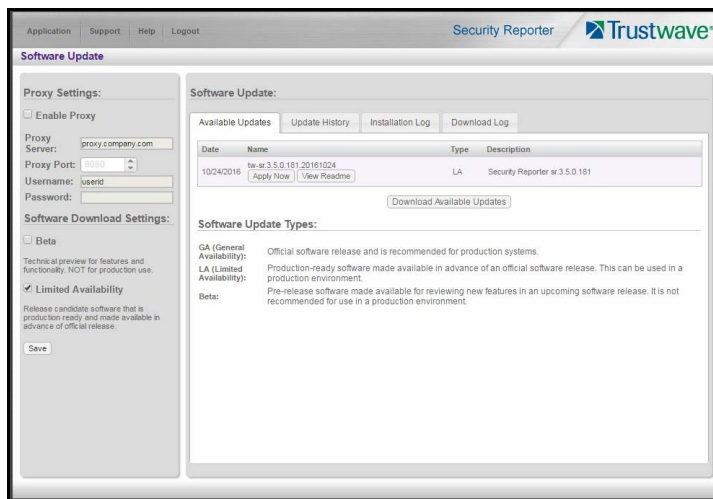 Application Support Help Logout
Security Reporter
Trustwave®
Software Update
Proxy Settings:
Enable Proxy
Proxy
Server:
proxy.company.com
Proxy Port: 8080
Username: userid
Password:
Software Download Settings:
Beta
Technical preview for features and
functionality. NOT for production use.
Limited Availability
Release candidate software that is
production ready and made available in
advance of official release.
Save
Software Update:
Available Updates Update History Installation Log Download Log
Date Name Type Description
10/24/2016 tw-sr.3.5.0.181.20161024 LA Security Reporter sr.3.5.0.181
Apply Now View Readme
Download Available Updates
Software Update Types:
GA (General
Availability):
Official software release and is recommended for production systems.
LA (Limited
Availability):
Production-ready software made available in advance of an official software release. This can be used in a
production environment.
Beta:
Pre-release software made available for reviewing new features in an upcoming software release. It is not
recommended for use in a production environment.